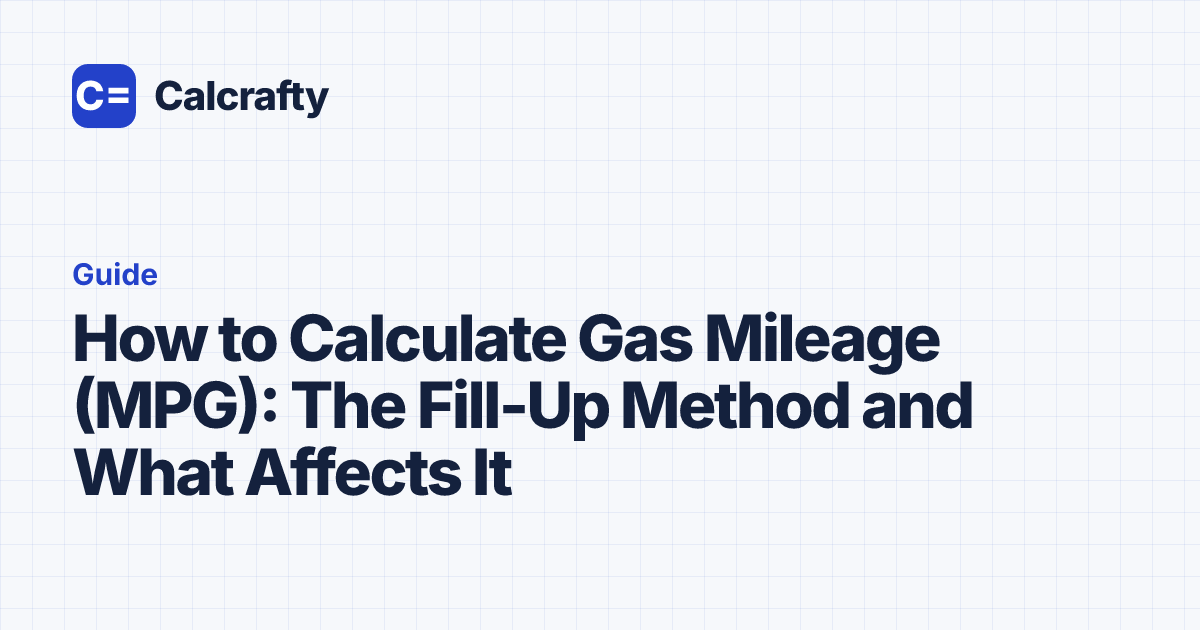 C=
Calcrafty
Guide
How to Calculate Gas Mileage
(MPG): The Fill-Up Method and
What Affects It